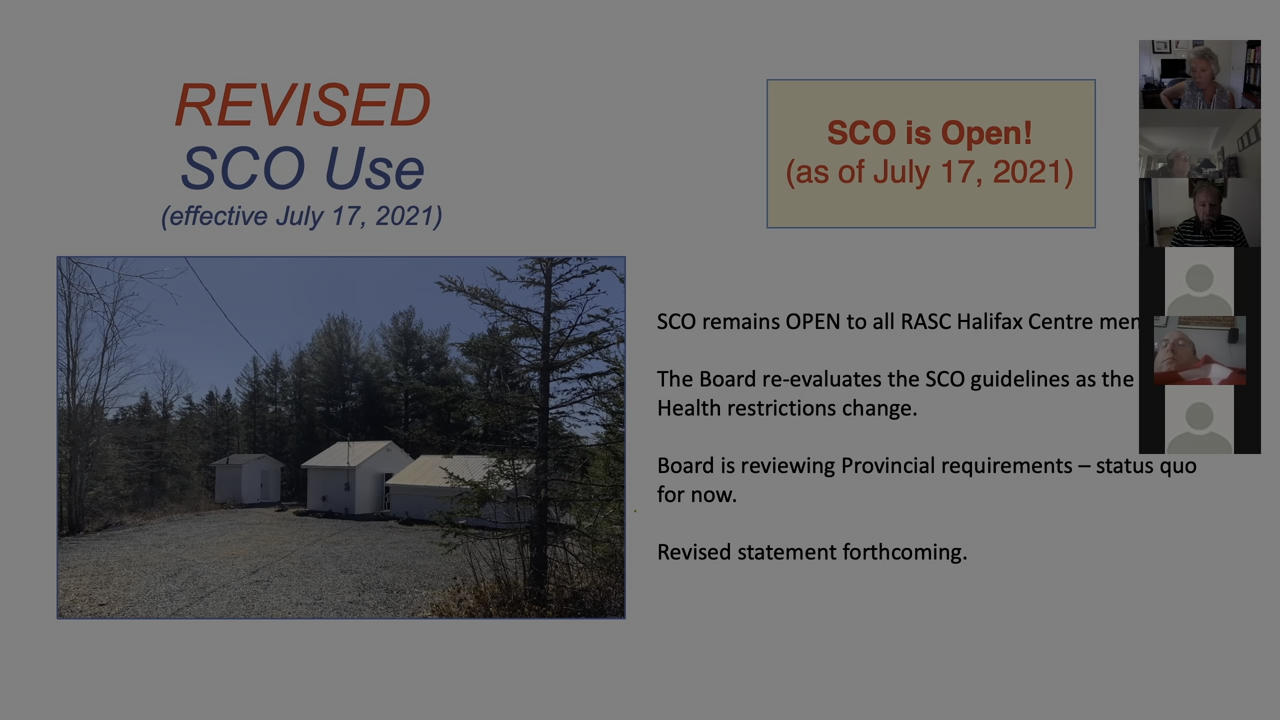 REVISED
SCO Use
(effective July 17, 2021)
SCO is Open!
(as of July 17, 2021)
SCO remains OPEN to all RASC Halifax Centre
The Board re-evaluates the SCO guidelines as the
Health restrictions change.
Board is reviewing Provincial requirements – status quo
for now.
Revised statement forthcoming.